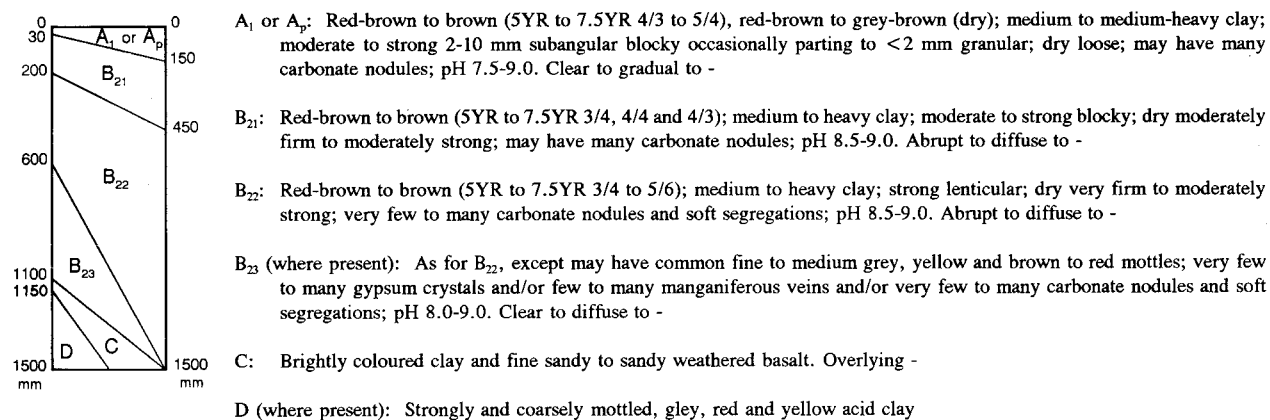 0
0
30
A₁ or Aₚ
150
B₂₁
200
450
600
B₂₂
B₂₃
1100
1150
D
C
1500
1500
mm
mm
A₁ or Aₚ: Red-brown to brown (5YR to 7.5YR 4/3 to 5/4), red-brown to grey-brown (dry); medium to medium-heavy clay;
moderate to strong 2-10 mm subangular blocky occasionally parting to <2 mm granular; dry loose; may have many
carbonate nodules; pH 7.5-9.0. Clear to gradual to -
B₂₁: Red-brown to brown (5YR to 7.5YR 3/4, 4/4 and 4/3); medium to heavy clay; moderate to strong blocky; dry moderately
firm to moderately strong; may have many carbonate nodules; pH 8.5-9.0. Abrupt to diffuse to -
B₂₂: Red-brown to brown (5YR to 7.5YR 3/4 to 5/6); medium to heavy clay; strong lenticular; dry very firm to moderately
strong; very few to many carbonate nodules and soft segregations; pH 8.5-9.0. Abrupt to diffuse to -
B₂₃ (where present): As for B₂₂, except may have common fine to medium grey, yellow and brown to red mottles; very few
to many gypsum crystals and/or few to many manganiferous veins and/or very few to many carbonate nodules and soft
segregations; pH 8.0-9.0. Clear to diffuse to -
C: Brightly coloured clay and fine sandy to sandy weathered basalt. Overlying -
D (where present): Strongly and coarsely mottled, gley, red and yellow acid clay